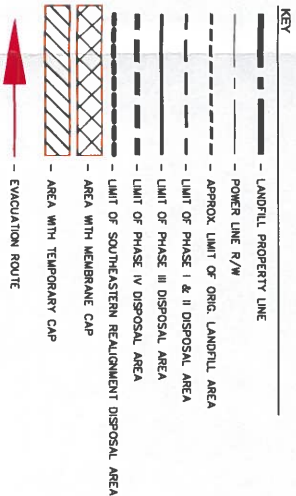 KEY
- LANDFILL PROPERTY LINE
- POWER LINE R/W
- APPROX. LIMIT OF ORIG. LANDFILL AREA
- LIMIT OF PHASE I & II DISPOSAL AREA
- LIMIT OF PHASE III DISPOSAL AREA
- LIMIT OF PHASE IV DISPOSAL AREA
- LIMIT OF SOUTHEASTERN REALIGNMENT DISPOSAL AREA
- AREA WITH MEMBRANE CAP
- AREA WITH TEMPORARY CAP
- EVACUATION ROUTE